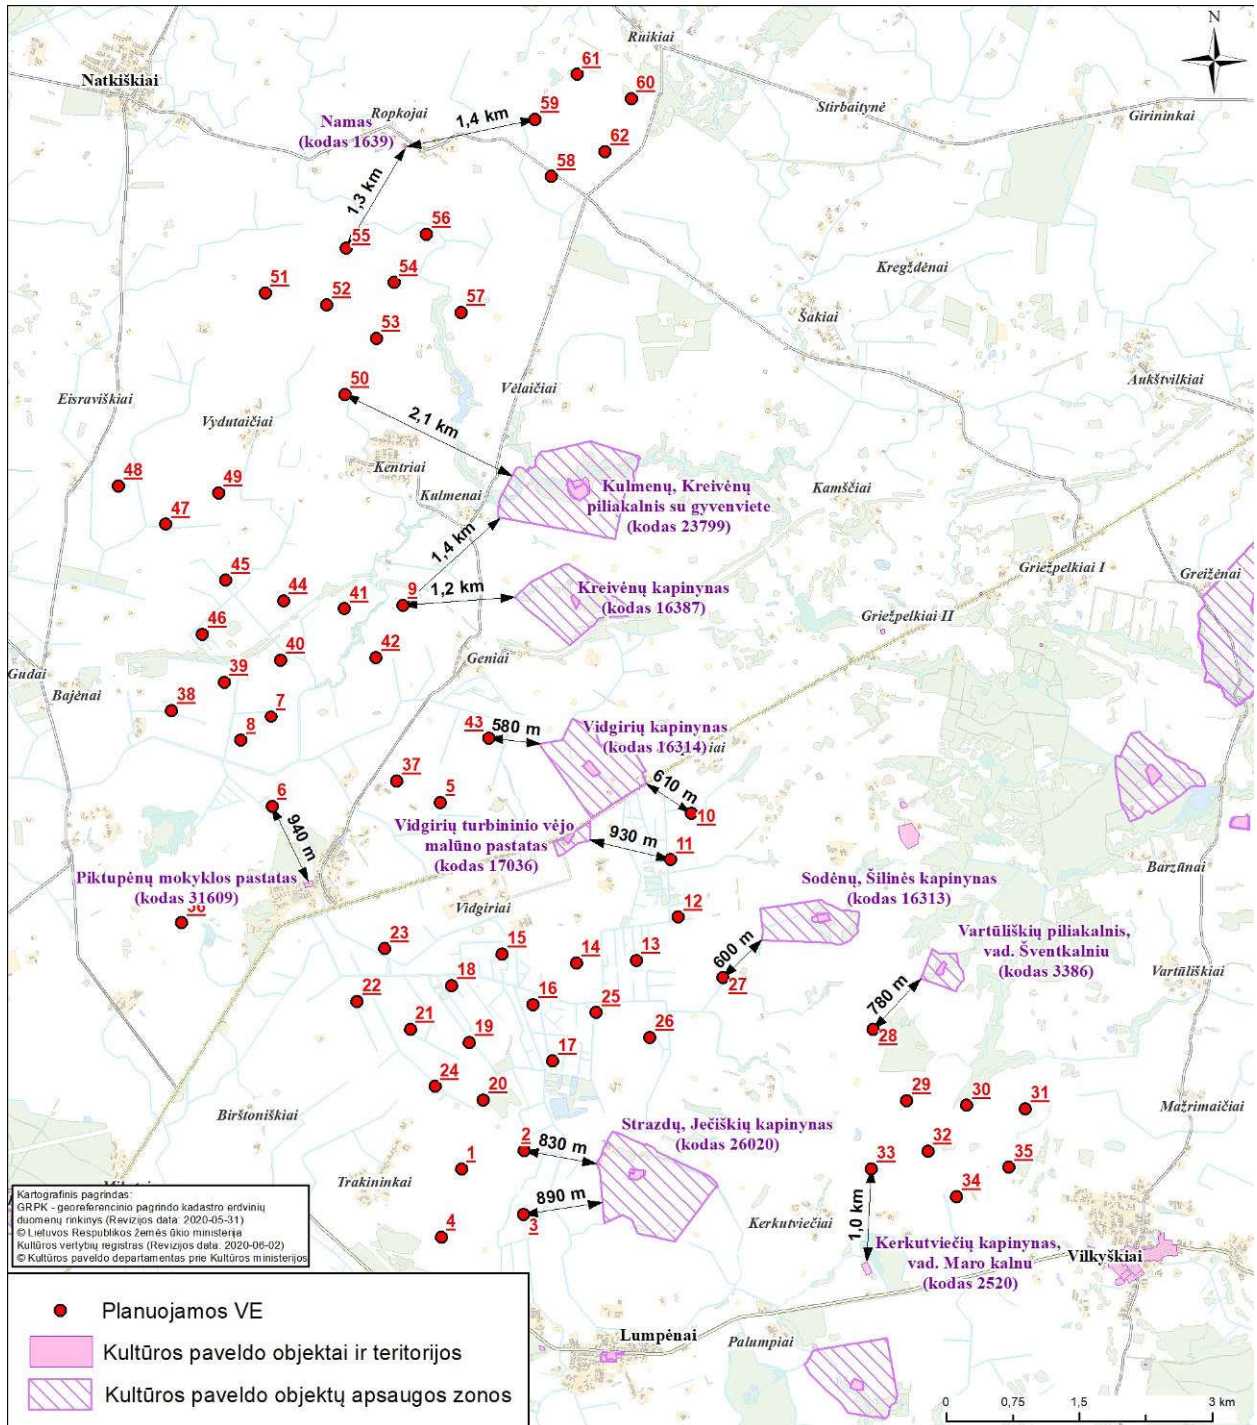 N
Ruikiai
61
Natkiškiai
60
Stirbaitynė
59
Girininkai
Ropkojai
1,4 km
Namas
(kodas 1639)
62
58
1,3 km
56
55
Kregždėnai
54
51
52
57
Šakiai
53
50
Vėlaičiai
Aukštvilkiai
Eisraviškiai
Vydutaičiai
2,1 km
Kentriai
48
49
Kulmenai
Kulmenų, Kreivėnų
piliakalnis su gyvenviete
(kodas 23799)
Kamščiai
47
1,4 km
45
Griežpelkiai I
Greižėnai
44
41
9
1,2 km
Kreivėnų kapinynas
(kodas 16387)
Griežpelkiai II
46
40
42
Geniai
Gudai
39
Bajėnai
38
7
8
43
580 m
Vidgirių kapinynas
(kodas 16314)
iai
37
5
610 m
6
10
940 m
Vidgirių turbininio vėjo
malūno pastatas
(kodas 17036)
930 m
11
Piktupėnų mokyklos pastatas
(kodas 31609)
Sodėnų, Šilinės kapinynas
(kodas 16313)
Barzūnai
36
Vidgiriai
12
23
15
14
13
600 m
Vartūliškių piliakalnis,
vad. Šventkalniu
(kodas 3386)
Vartūliškiai
18
27
22
16
25
780 m
21
19
26
28
17
24
20
29
30
31
Birštoniškiai
Mažrimaičiai
Strazdų, Ječiškių kapinynas
(kodas 26020)
2
830 m
32
1
33
35
Trakininkai
34
890 m
3
4
Kerkutviečiai
1,0 km
Kerkutviečių kapinynas,
vad. Maro kalnu
(kodas 2520)
Vilkyškiai
Kartografinis pagrindas:
GRPK - georeferencinio pagrindo kadastro erdvinių
duomenų rinkinys (Revizijos data: 2020-05-31)
© Lietuvos Respublikos žemės ūkio ministerija
Kultūros vertybių registras (Revizijos data: 2020-06-02)
© Kultūros paveldo departamentas prie Kultūros ministerijos
Planuojamos VE
Kultūros paveldo objektai ir teritorijos
Kultūros paveldo objektų apsaugos zonos
Lumpėnai
Palumpiai
0 0,75 1,5 3 km